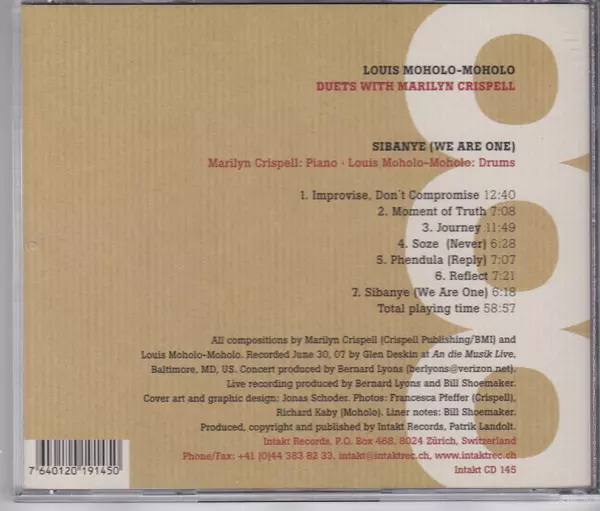 LOUIS MOHOLO-MOHOLO
DUETS WITH MARILYN CRISPELL
SIBANYE (WE ARE ONE)
Marilyn Crispell: Piano · Louis Moholo-Moholo: Drums
1. Improvise, Don't Compromise 12:40
2. Moment of Truth 7:08
3. Journey 11:49
4. Soze (Never) 6:28
5. Phendula (Reply) 7:07
6. Reflect 7:21
7. Sibanye (We Are One) 6:18
Total playing time 58:57
All compositions by Marilyn Crispell (Crispell Publishing/BMI) and
Louis Moholo-Moholo. Recorded June 30, 07 by Glen Deskin at An die Musik Live,
Baltimore, MD, US. Concert produced by Bernard Lyons (berlyons@verizon.net).
Live recording produced by Bernard Lyons and Bill Shoemaker.
Cover art and graphic design: Jonas Schoder. Photos: Francesca Pfeffer (Crispell),
Richard Kaby (Moholo). Liner notes: Bill Shoemaker.
Produced, copyright and published by Intakt Records, Patrik Landolt.
Intakt Records, P.O. Box 468, 8024 Zürich, Switzerland
Phone/Fax: +41 (0)44 383 82 33, intakt@intaktrec.ch, www.intaktrec.ch
Intakt CD 145
7 640120 191450